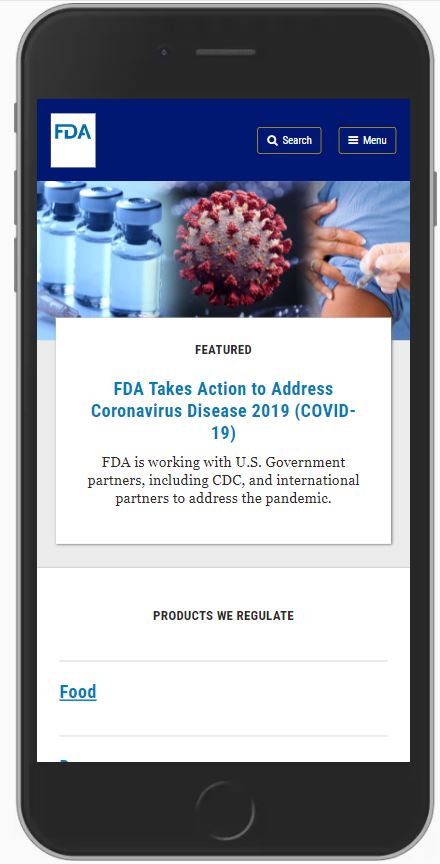 FDA
Search
Menu
FEATURED
FDA Takes Action to Address
Coronavirus Disease 2019 (COVID-
19)
FDA is working with U.S. Government
partners, including CDC, and international
partners to address the pandemic.
PRODUCTS WE REGULATE
Food